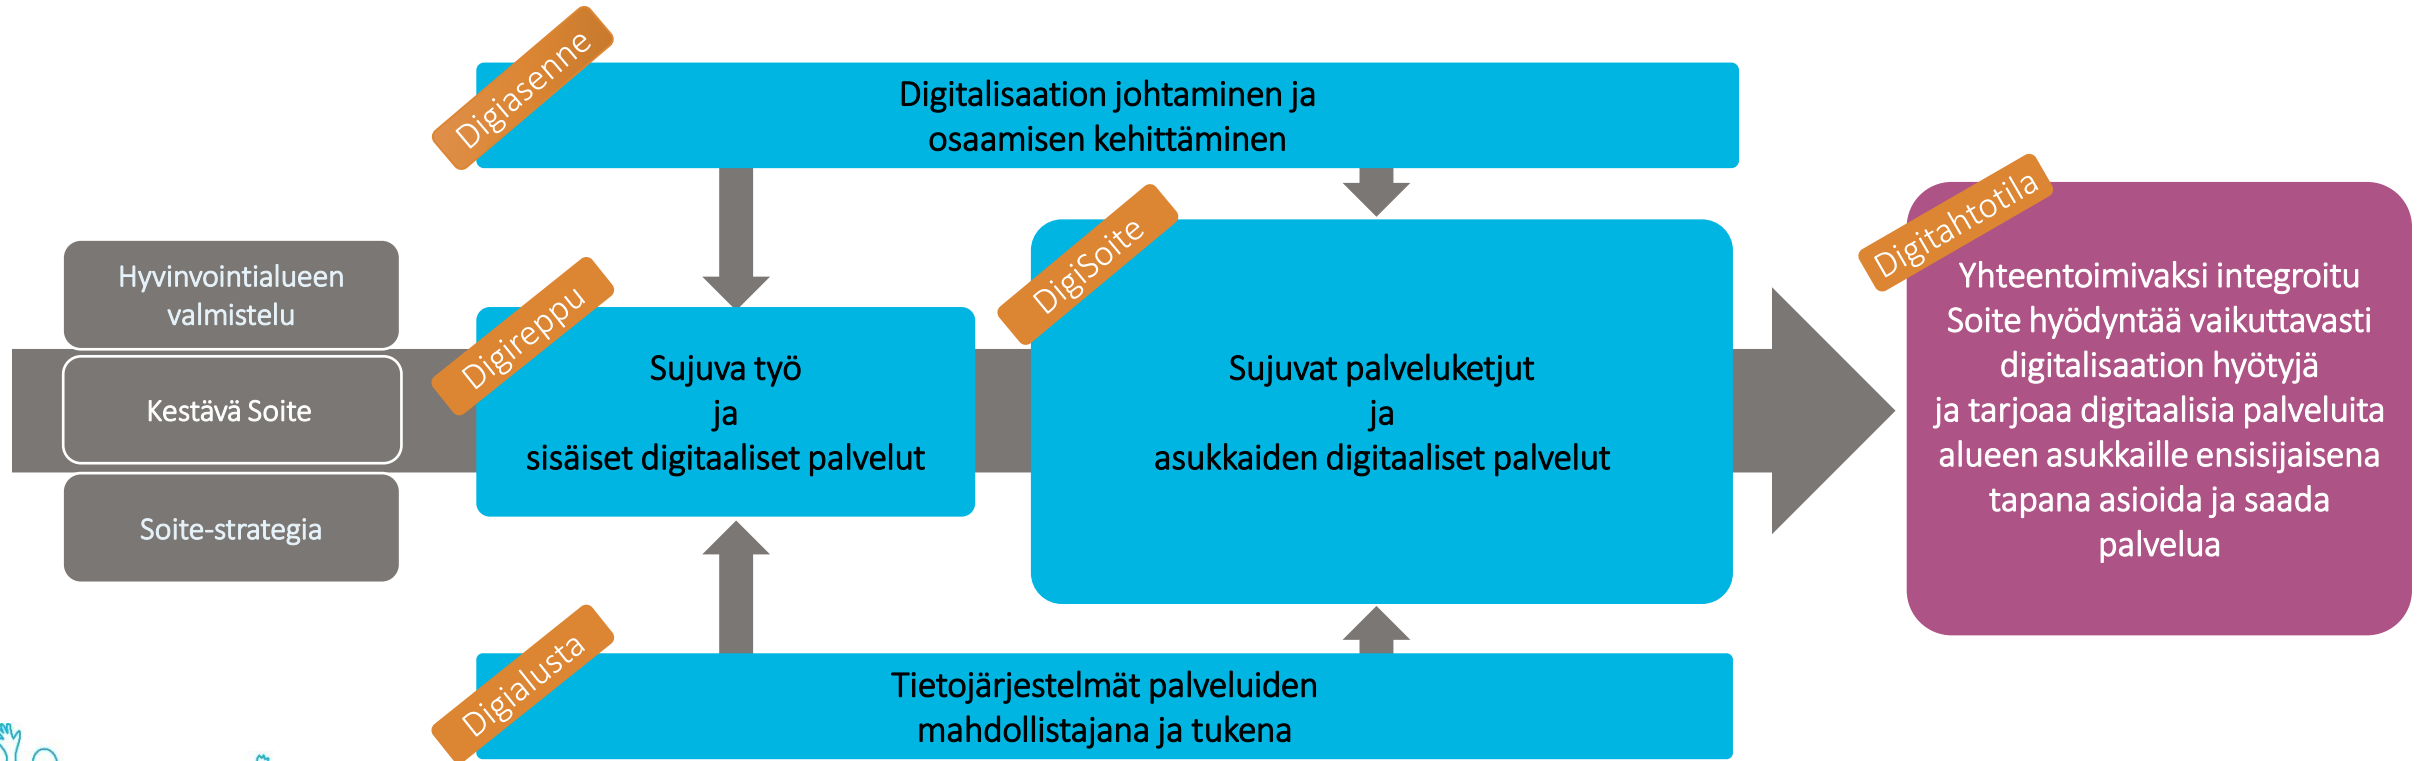 Digiasenne
Digitalisaation johtaminen ja
osaamisen kehittäminen
Hyvinvointialueen
valmistelu
Kestävä Soite
Soite-strategia
Digireppu
Sujuva työ
ja
sisäiset digitaaliset palvelut
DigiSoite
Sujuvat palveluketjut
ja
asukkaiden digitaaliset palvelut
Digitahtotila
Yhteentoimivaksi integroitu
Soite hyödyntää vaikuttavasti
digitalisaation hyötyjä
ja tarjoaa digitaalisia palveluita
alueen asukkaille ensisijaisena
tapana asioida ja saada
palvelua
Digialusta
Tietojärjestelmät palveluiden
mahdollistajana ja tukena